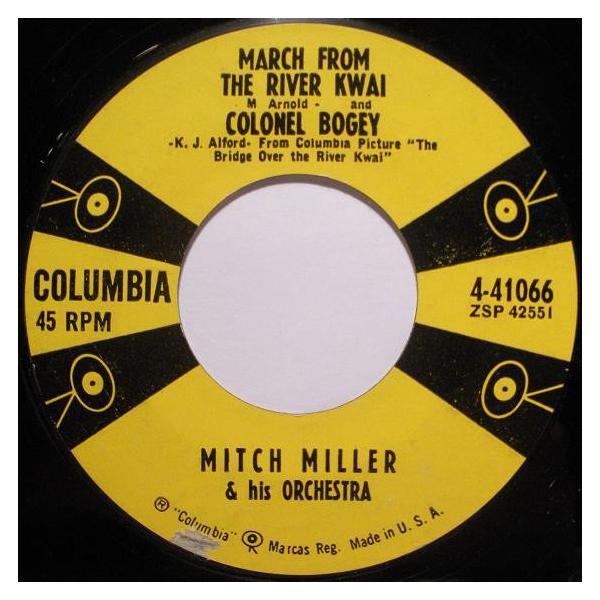 MARCH FROM
THE RIVER KWAI
M Arnold - and
COLONEL BOGEY
-K. J. Alford- From Columbia Picture "The
Bridge Over the River Kwai"
COLUMBIA
45 RPM
4-41066
ZSP 42551
MITCH MILLER
& his ORCHESTRA
® "Columbia" Marcas Reg. Made in U. S. A.